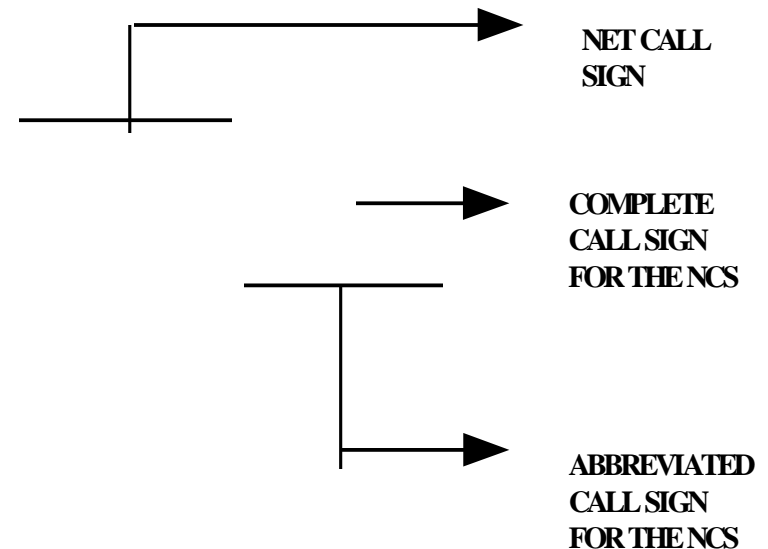 NET CALL
SIGN
COMPLETE
CALL SIGN
FOR THE NCS
ABBREVIATED
CALL SIGN
FOR THE NCS